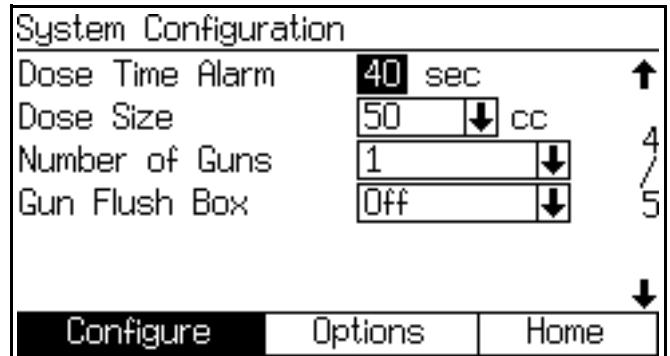 System Configuration
Dose Time Alarm 40 sec
Dose Size 50 cc
Number of Guns 1
Gun Flush Box Off
4/5
Configure Options Home